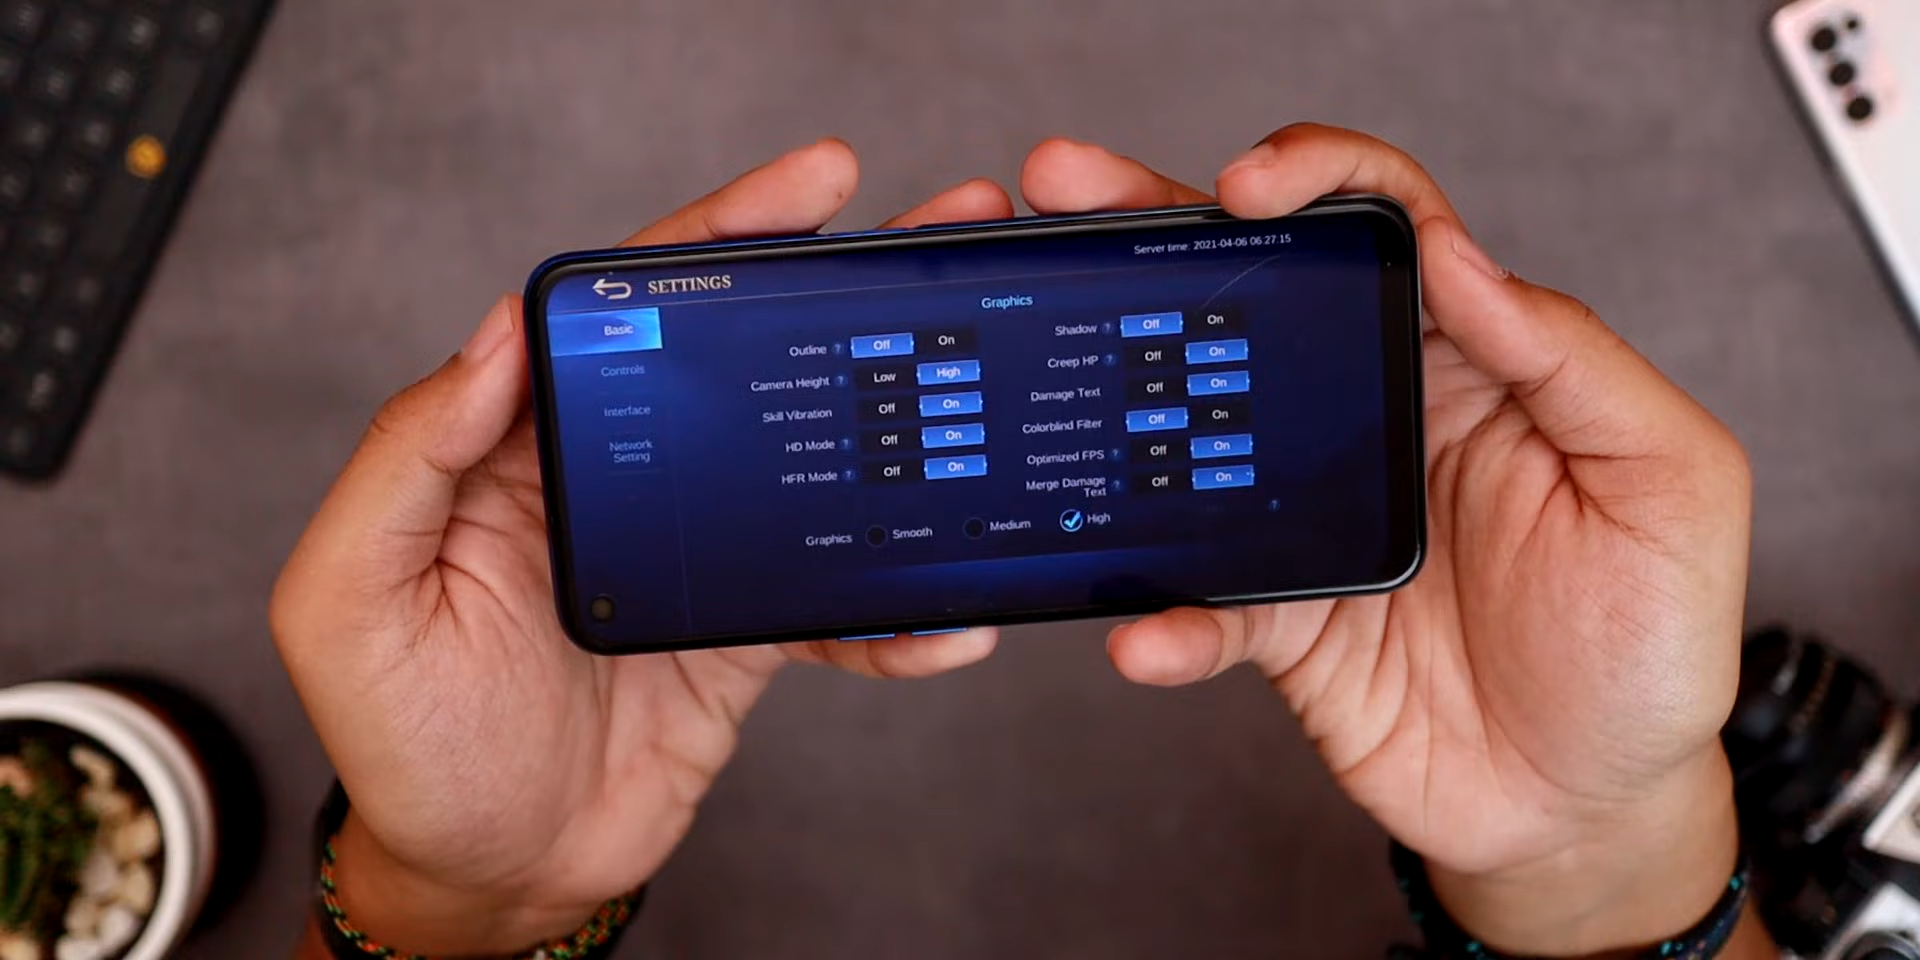 Server time: 2021-04-06 06:27:15
SETTINGS
Basic
Controls
Interface
Network
Setting
Graphics
Outline ? Off On
Camera Height ? Low High
Skill Vibration Off On
HD Mode ? Off On
HFR Mode ? Off On
Shadow ? Off On
Creep HP ? Off On
Damage Text Off On
Colorblind Filter Off On
Optimized FPS ? Off On
Merge Damage
Text ? Off On
?
Graphics Smooth Medium High